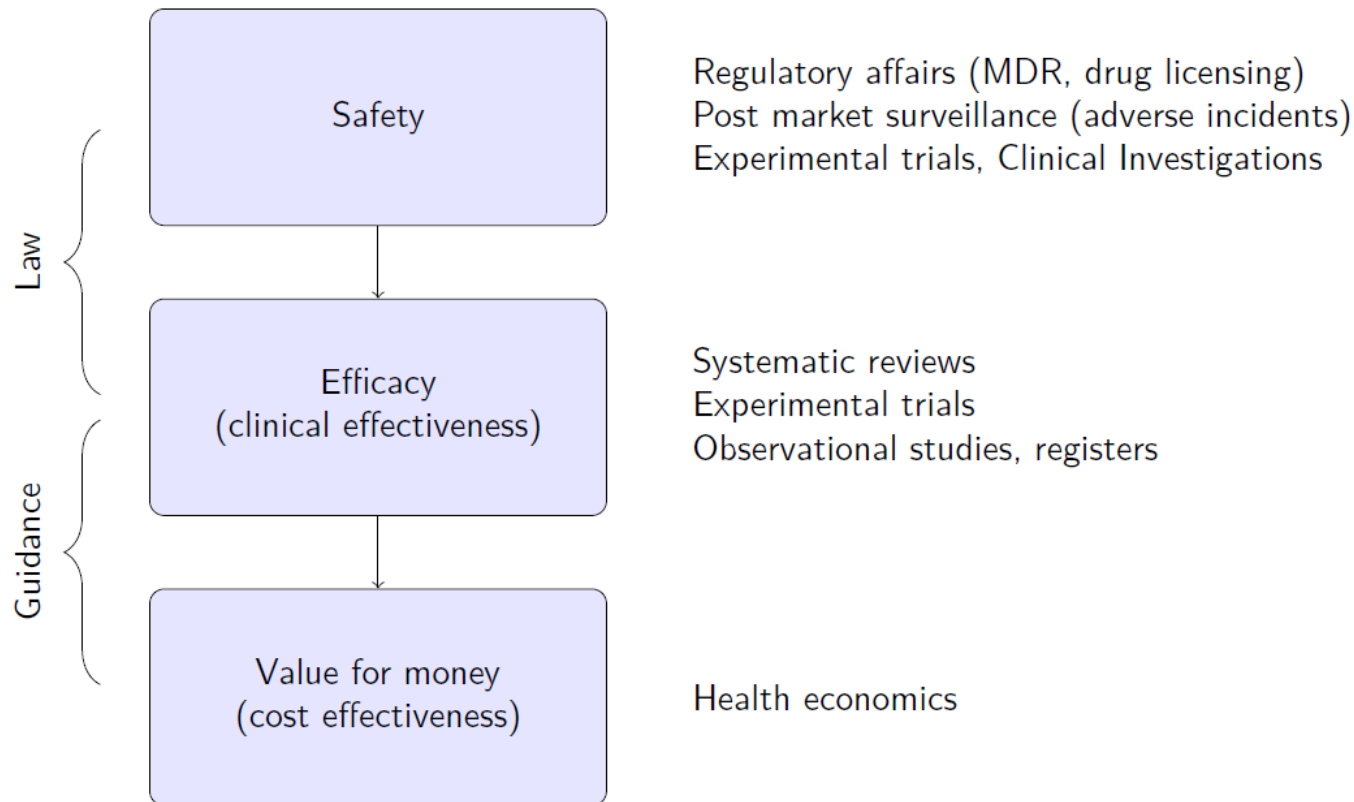 Safety
Regulatory affairs (MDR, drug licensing)
Post market surveillance (adverse incidents)
Experimental trials, Clinical Investigations
Law
Efficacy
(clinical effectiveness)
Systematic reviews
Experimental trials
Observational studies, registers
Guidance
Value for money
(cost effectiveness)
Health economics